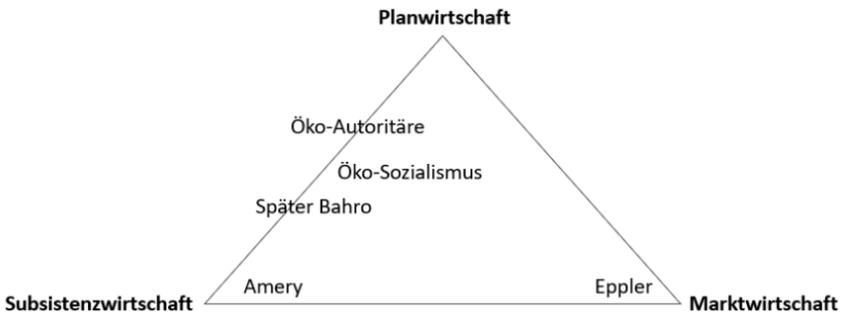 Planwirtschaft
Öko-Autoritäre
Öko-Sozialismus
Später Bahro
Amery
Eppler
Subsistenzwirtschaft
Marktwirtschaft